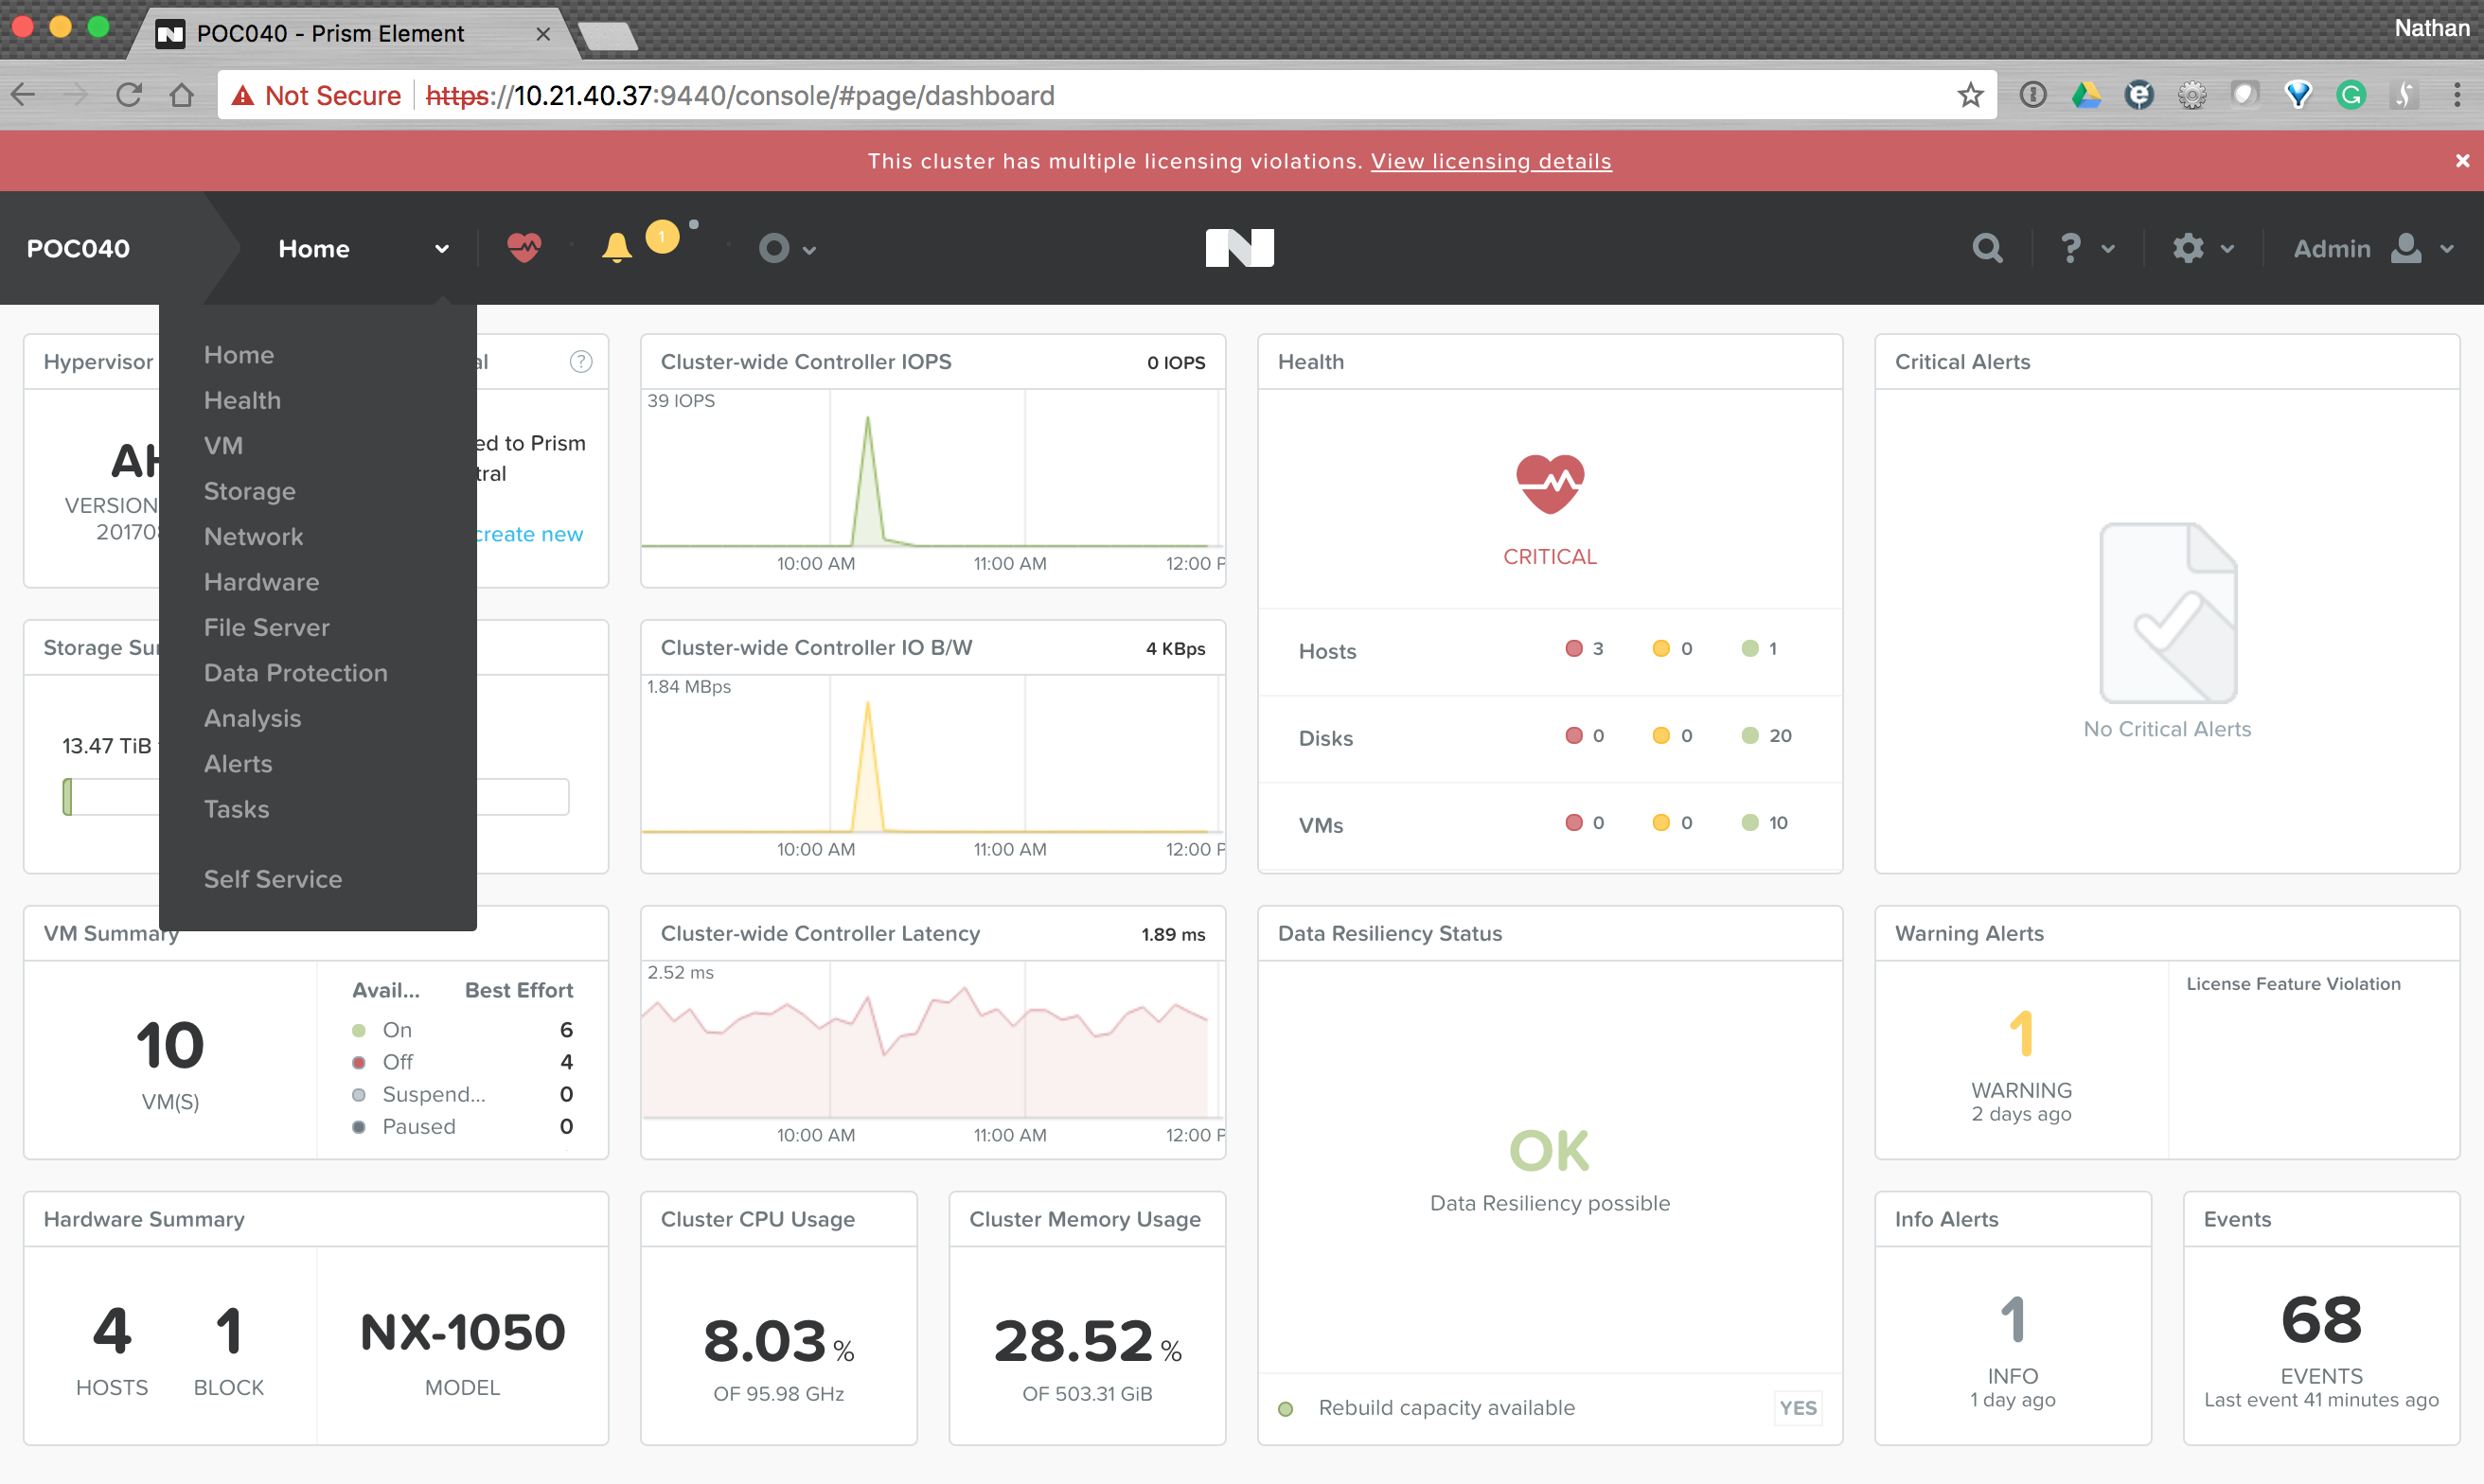 POC040 - Prism Element
Nathan
Not Secure
https://10.21.40.37:9440/console/#page/dashboard
This cluster has multiple licensing violations. View licensing details
POC040
Home
1
?
Admin
Home
Health
VM
Storage
Network
Hardware
File Server
Data Protection
Analysis
Alerts
Tasks
Self Service
Hypervisor
?
VERSION
ed to Prism
create new
13.47 TiB
Storage
VM Summary
10
VM(S)
Avail... Best Effort
On 6
Off 4
Suspend... 0
Paused 0
Hardware Summary
4
HOSTS
1
BLOCK
NX-1050
MODEL
Cluster-wide Controller IOPS 0 IOPS
39 IOPS
10:00 AM 11:00 AM 12:00 P
Cluster-wide Controller IO B/W 4 KBps
1.84 MBps
10:00 AM 11:00 AM 12:00 P
Cluster-wide Controller Latency 1.89 ms
2.52 ms
10:00 AM 11:00 AM 12:00 P
Cluster CPU Usage
8.03 %
OF 95.98 GHz
Cluster Memory Usage
28.52 %
OF 503.31 GiB
Health
CRITICAL
Hosts 3 0 1
Disks 0 0 20
VMs 0 0 10
Data Resiliency Status
OK
Data Resiliency possible
Rebuild capacity available YES
Critical Alerts
No Critical Alerts
Warning Alerts
1
WARNING
2 days ago
License Feature Violation
Info Alerts
1
INFO
1 day ago
Events
68
EVENTS
Last event 41 minutes ago